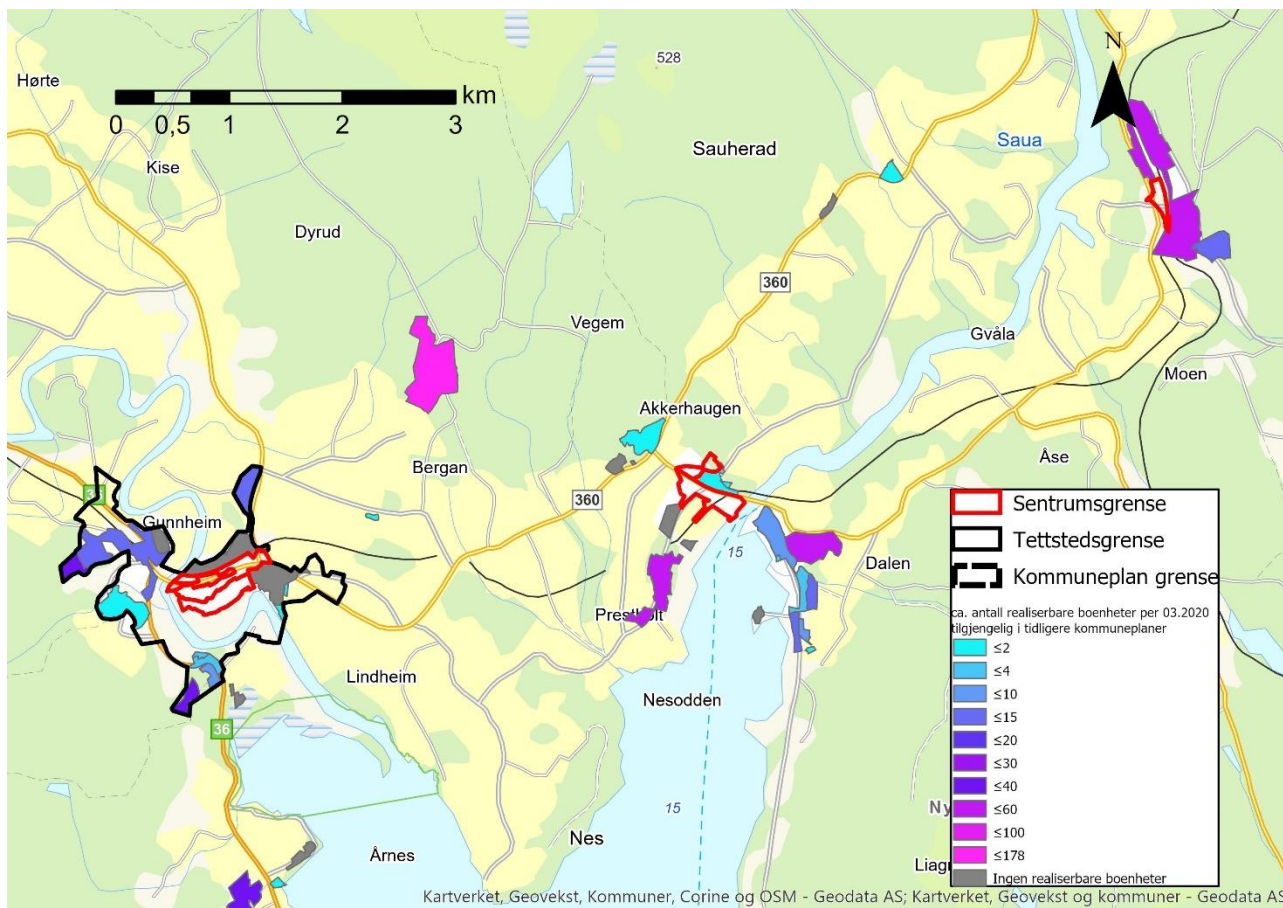 Hørte
528
N
km
0 0,5 1 2 3
Kise
Sauherad
Saua
Dyrud
360
Vegem
Gvåla
Moen
Akkerhaugen
Bergan
Åse
360
Gunnheim
15
Dalen
Lindheim
Nesodden
36
15
Nes
Årnes
Sentrumsgrense
Tettstedsgrense
Kommuneplan grense
ca. antall realiserbare boenheter per 03.2020
tilgjengelig i tidligere kommuneplaner
≤2
≤4
≤10
≤15
≤20
≤30
≤40
≤60
≤100
≤178
Ingen realiserbare boenheter
Kartverket, Geovekst, Kommuner, Corine og OSM - Geodata AS; Kartverket, Geovekst og kommuner - Geodata AS